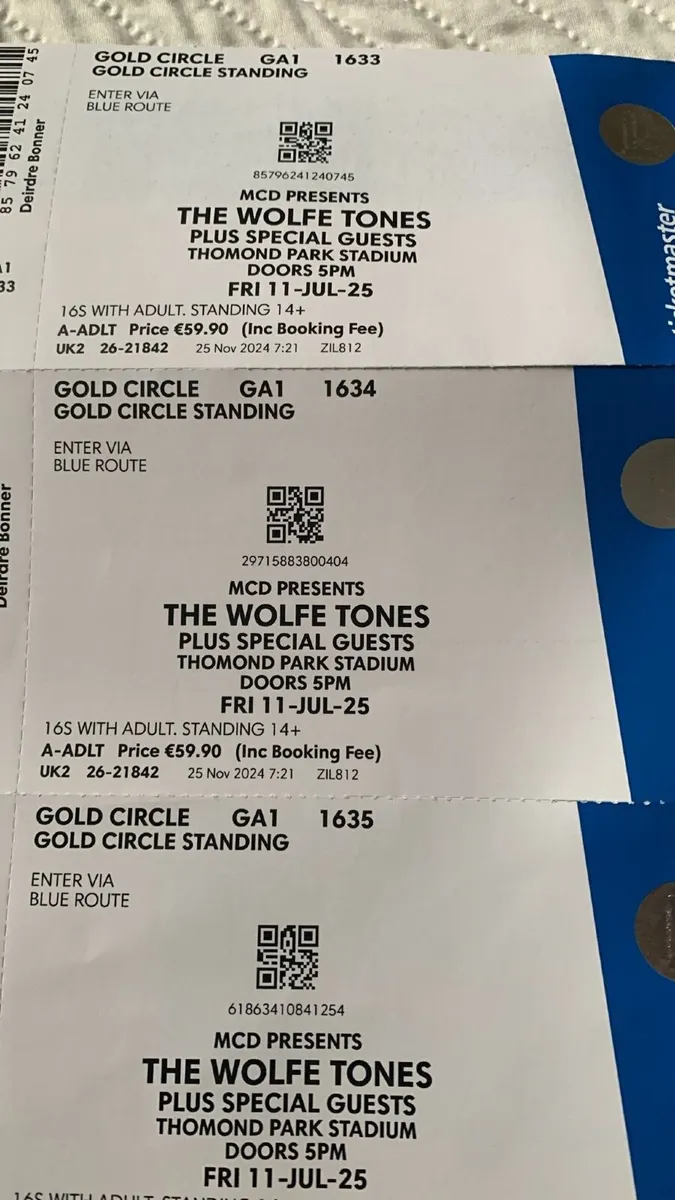 GOLD CIRCLE GA1 1633
GOLD CIRCLE STANDING
ENTER VIA
BLUE ROUTE
85796241240745
MCD PRESENTS
THE WOLFE TONES
PLUS SPECIAL GUESTS
THOMOND PARK STADIUM
DOORS 5PM
FRI 11-JUL-25
16S WITH ADULT. STANDING 14+
A-ADLT Price €59.90 (Inc Booking Fee)
UK2 26-21842 25 Nov 2024 7:21 ZIL812
85 79 62 41 24 07 45
Deirdre Bonner
ticketmaster
GOLD CIRCLE GA1 1634
GOLD CIRCLE STANDING
ENTER VIA
BLUE ROUTE
29715883800404
MCD PRESENTS
THE WOLFE TONES
PLUS SPECIAL GUESTS
THOMOND PARK STADIUM
DOORS 5PM
FRI 11-JUL-25
16S WITH ADULT. STANDING 14+
A-ADLT Price €59.90 (Inc Booking Fee)
UK2 26-21842 25 Nov 2024 7:21 ZIL812
Deirdre Bonner
GOLD CIRCLE GA1 1635
GOLD CIRCLE STANDING
ENTER VIA
BLUE ROUTE
61863410841254
MCD PRESENTS
THE WOLFE TONES
PLUS SPECIAL GUESTS
THOMOND PARK STADIUM
DOORS 5PM
FRI 11-JUL-25
16S WITH ADULT. STANDING